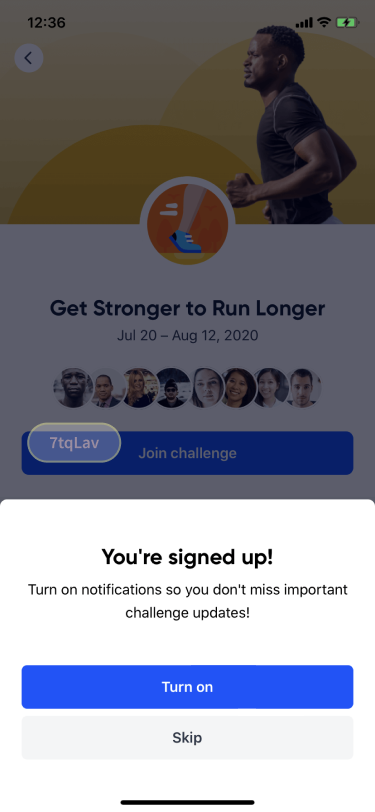 12:36
Get Stronger to Run Longer
Jul 20 – Aug 12, 2020
7tqLav
Join challenge
You're signed up!
Turn on notifications so you don't miss important
challenge updates!
Turn on
Skip